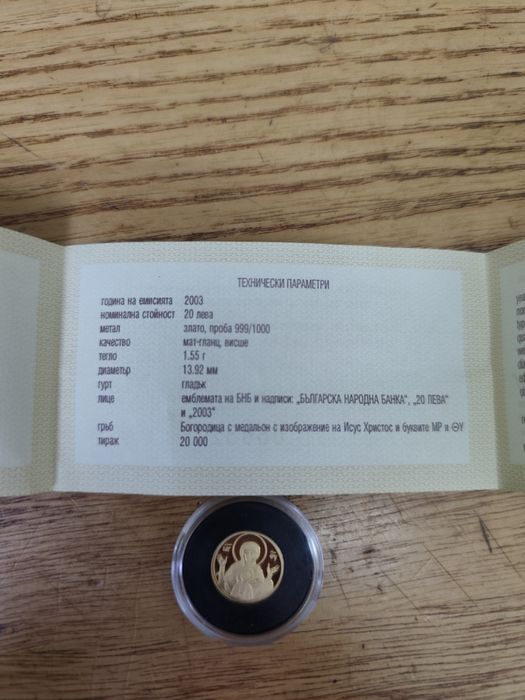 ТЕХНИЧЕСКИ ПАРАМЕТРИ
година на емисията 2003
номинална стойност 20 лева
метал злато, проба 999/1000
качество мат-гланц, висше
тегло 1.55 г
диаметър 13.92 мм
гурт гладък
лице емблемата на БНБ и надписи: „БЪЛГАРСКА НАРОДНА БАНКА“, „20 ЛЕВА“
и „2003“
гръб Богородица с медальон с изображение на Исус Христос и буквите МР и ΘΥ
тираж 20 000